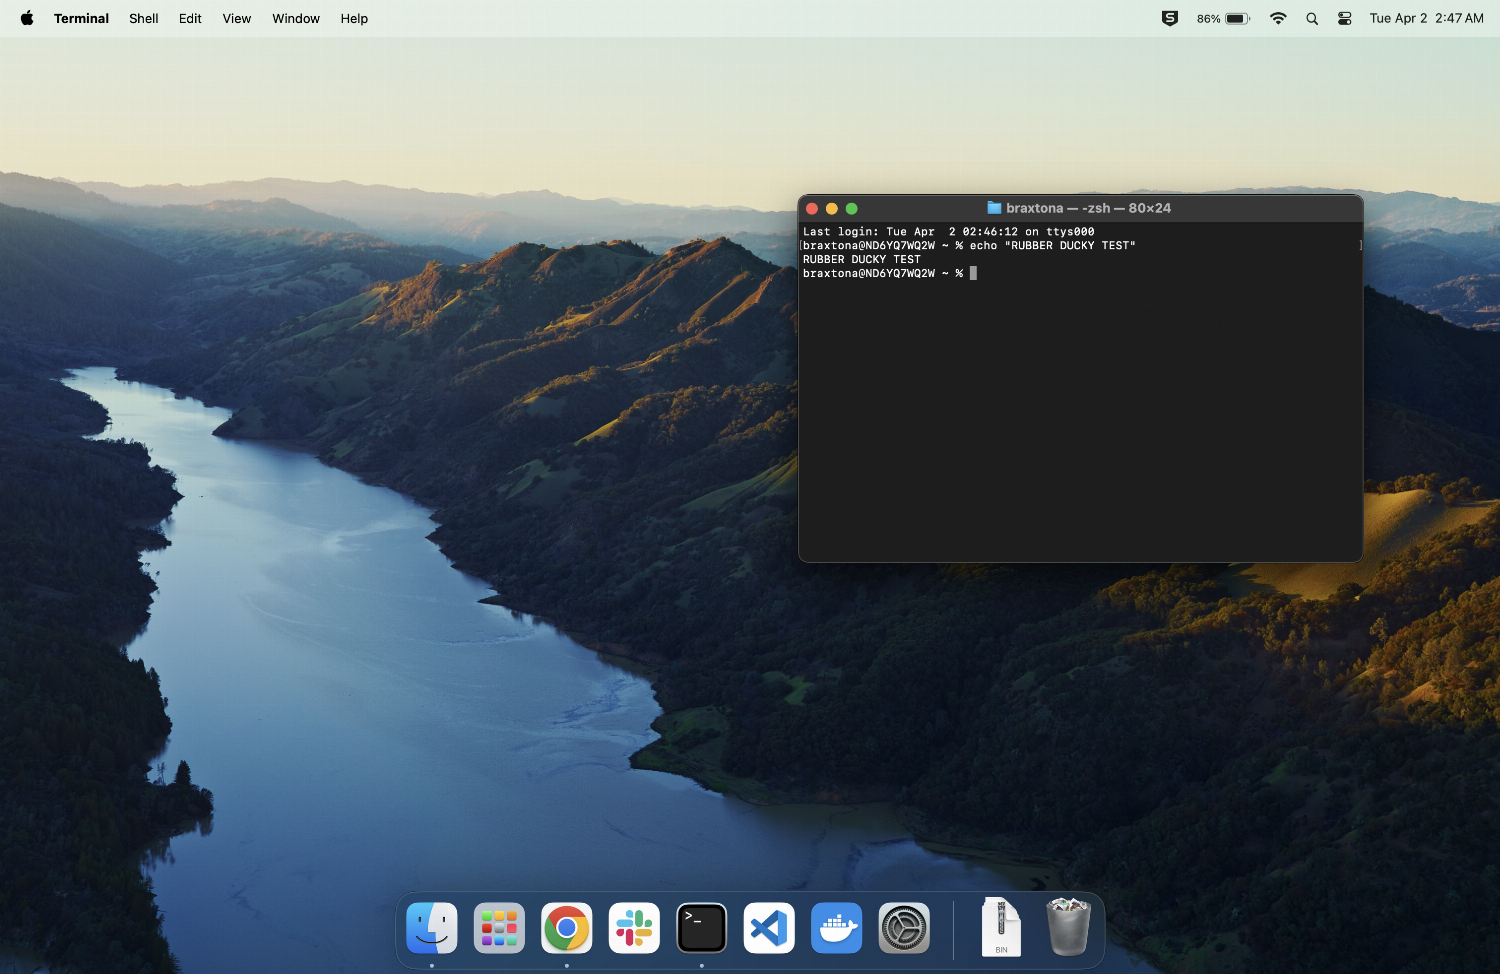 Terminal Shell Edit View Window Help
S 86% Tue Apr 2 2:47 AM
braxtona — -zsh — 80×24
Last login: Tue Apr  2 02:46:12 on ttys000
[braxtona@ND6YQ7WQ2W ~ % echo "RUBBER DUCKY TEST" ]
RUBBER DUCKY TEST
braxtona@ND6YQ7WQ2W ~ %
>_
BIN